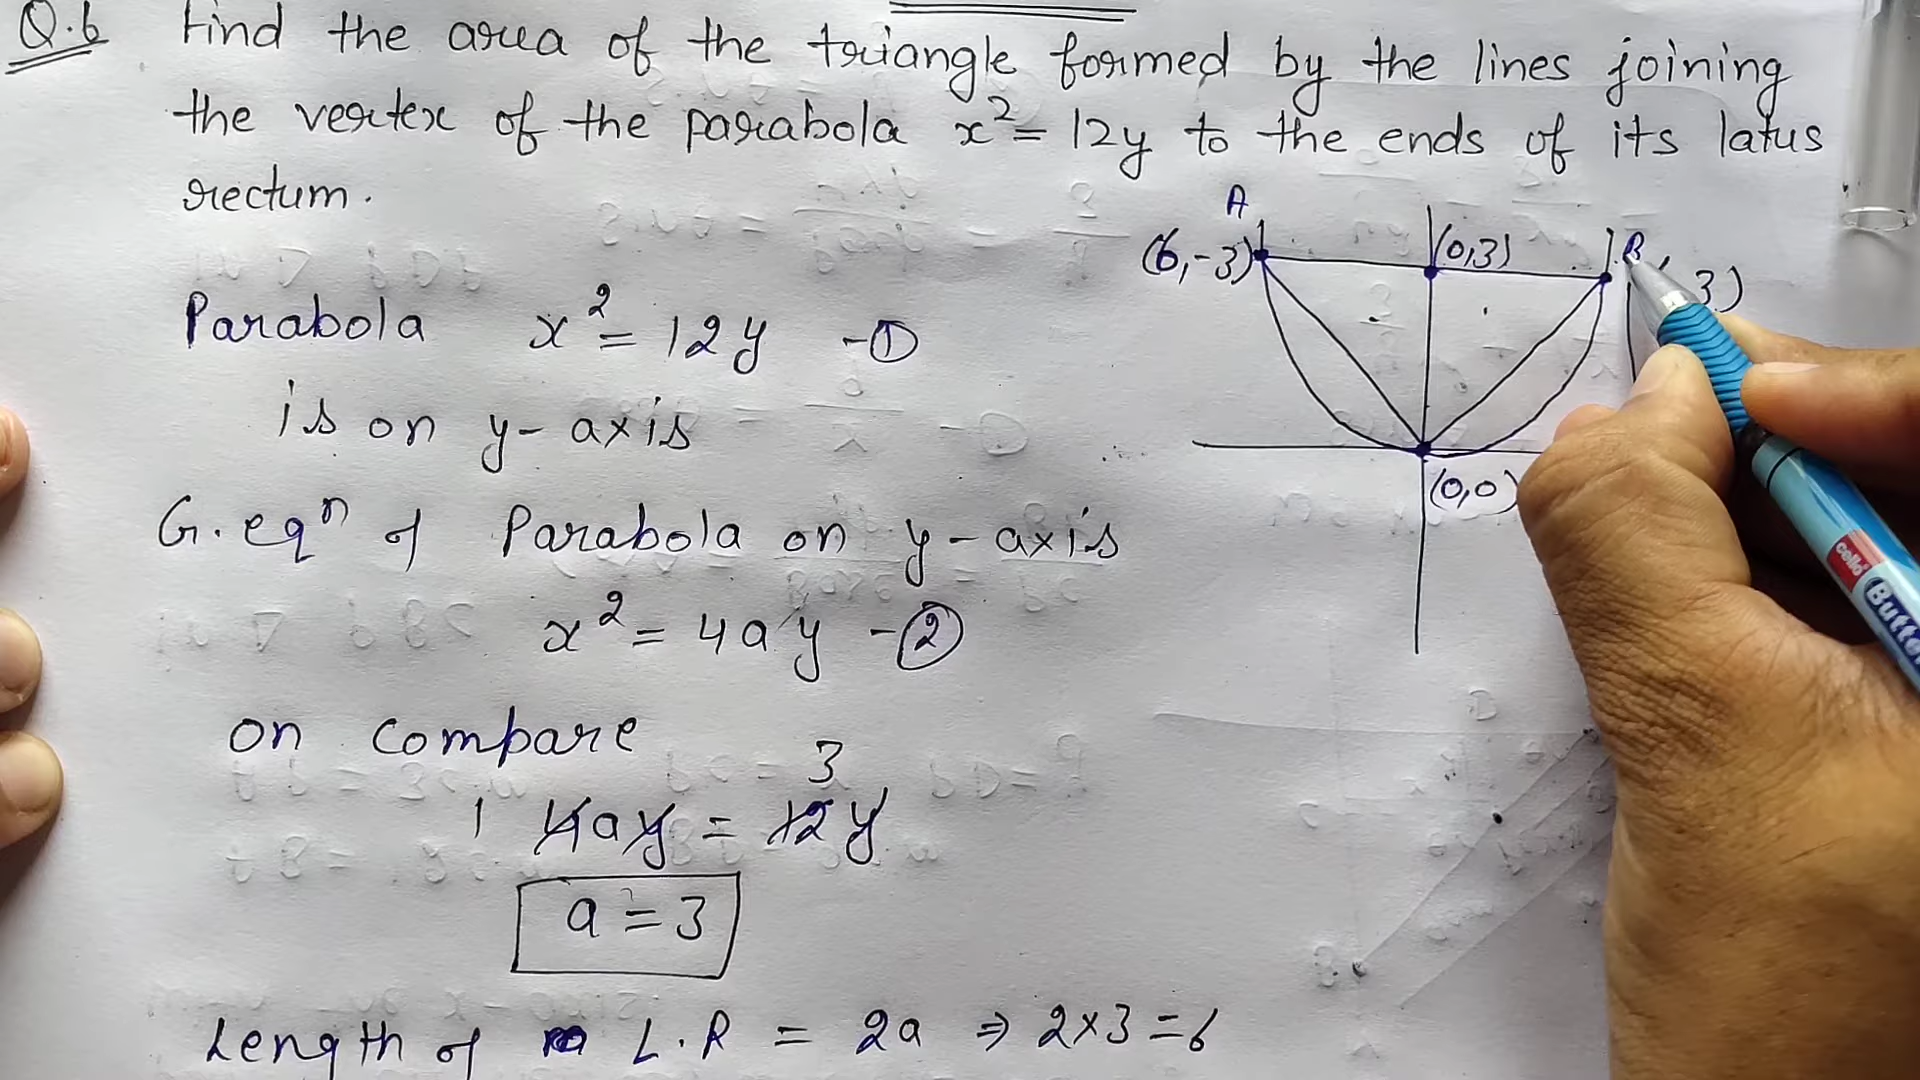 Q.6 Find the area of the triangle formed by the lines joining
the vertex of the parabola x² = 12y to the ends of its latus
rectum.
A
(6,-3)
(0,3)
B
3)
(0,0)
Parabola x² = 12y -①
is on y-axis
G. eqⁿ of Parabola on y-axis
x² = 4ay -②
on compare
3
1 4ay = 12y
a = 3
Length of L.R = 2a ⇒ 2×3 = 6
cello
Butte